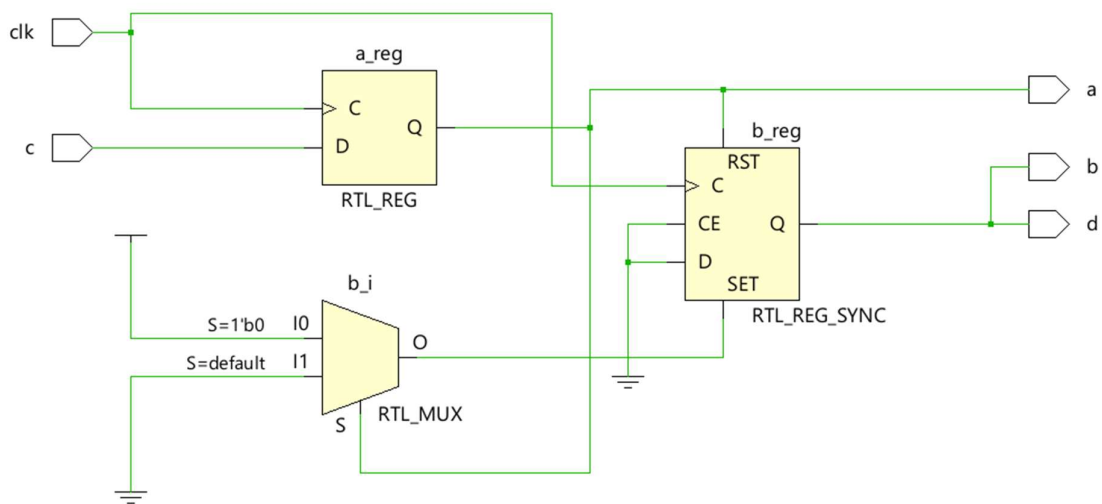 clk
c
a_reg
C
D
Q
RTL_REG
b_i
S=1'b0
I0
S=default
I1
O
S
RTL_MUX
b_reg
RST
C
CE
D
Q
SET
RTL_REG_SYNC
a
b
d